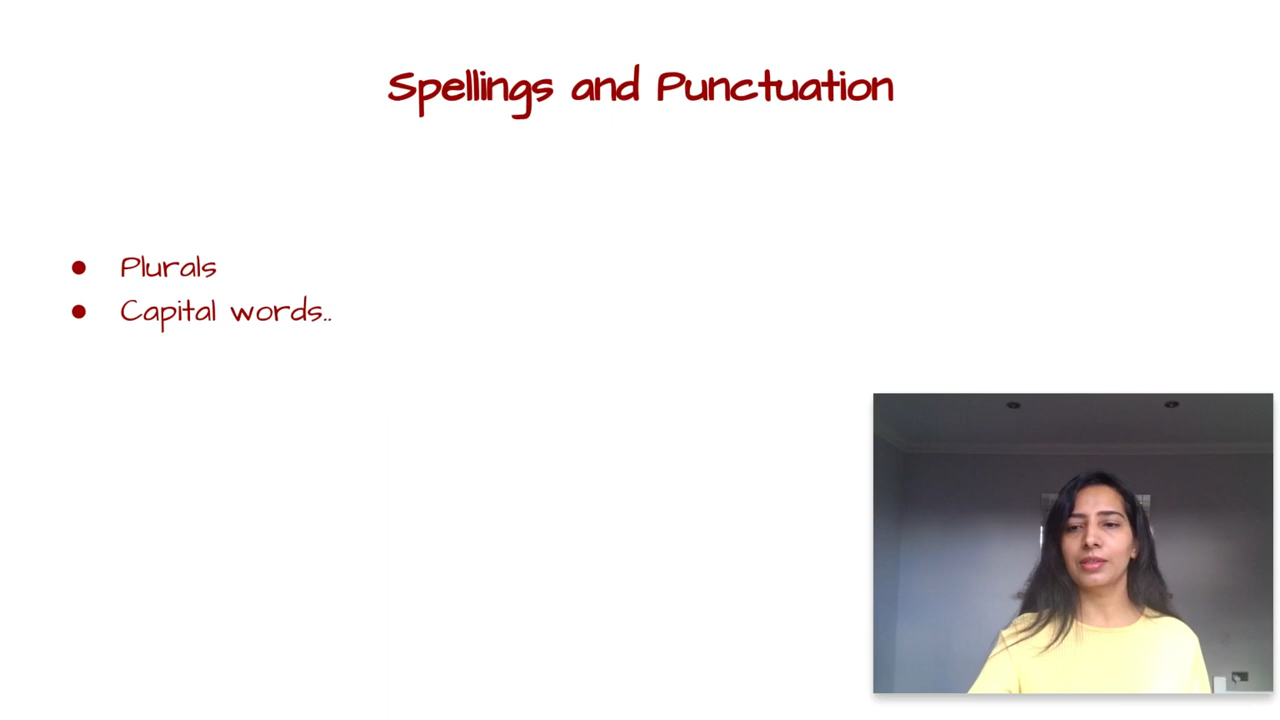 Spellings and Punctuation
● Plurals
● Capital words..